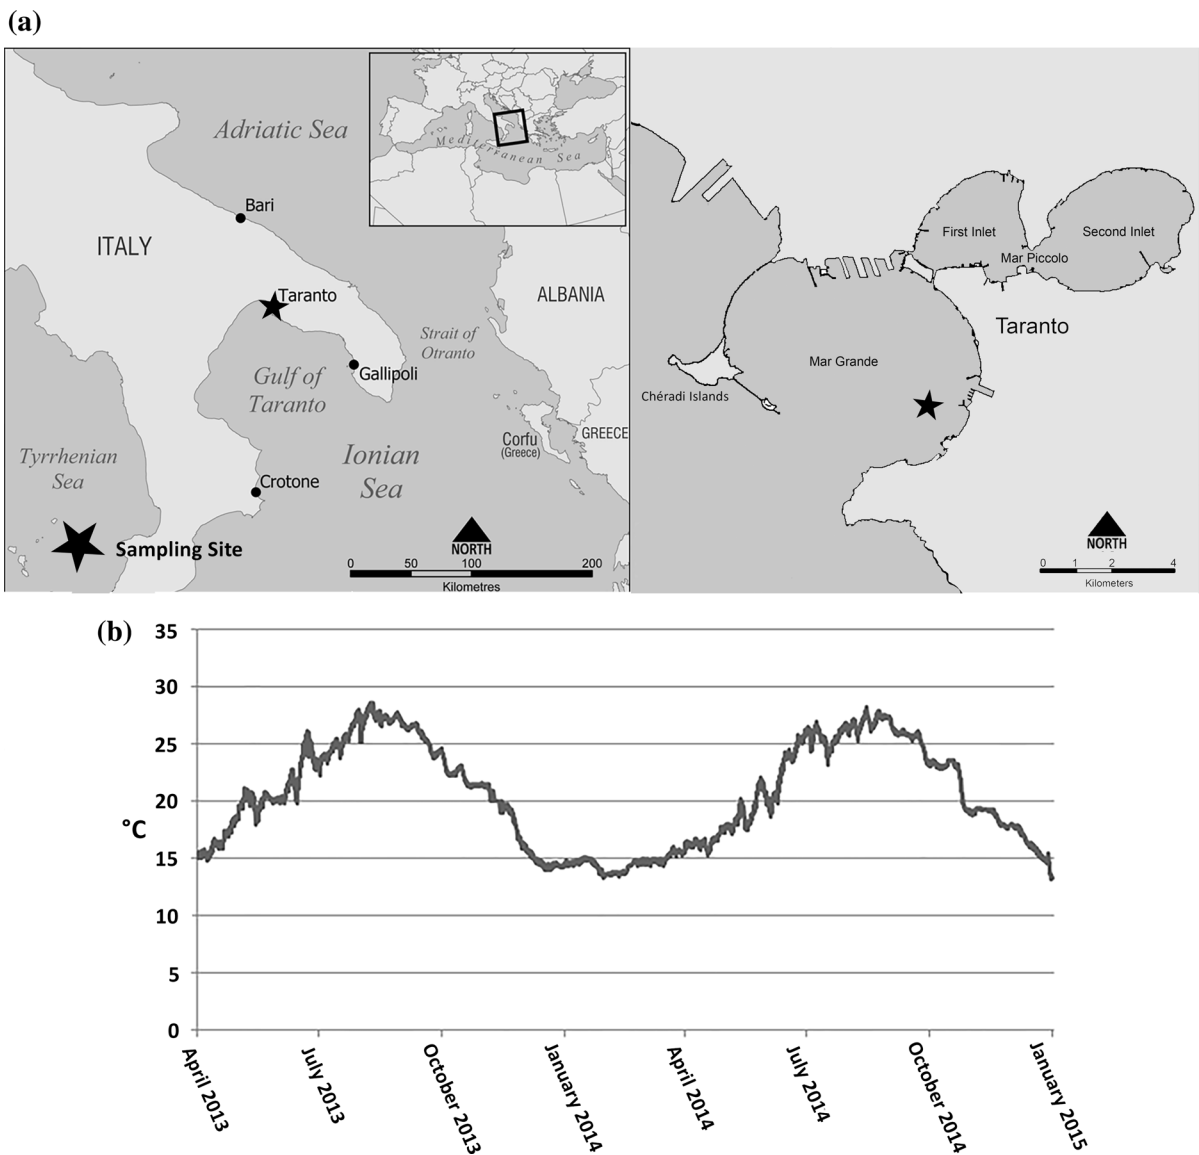 (a)
Adriatic Sea
Mediterranean Sea
Bari
ITALY
Taranto
ALBANIA
Strait of
Otranto
Gulf of
Taranto
Gallipoli
Corfu
(Greece)
GREECE
Ionian
Sea
Tyrrhenian
Sea
Crotone
Sampling Site
NORTH
0 50 100 200
Kilometres
First Inlet
Second Inlet
Mar Piccolo
Taranto
Mar Grande
Chéradi Islands
NORTH
0 1 2 4
Kilometers
(b)
35
30
25
20
°C
15
10
5
0
April 2013
July 2013
October 2013
January 2014
April 2014
July 2014
October 2014
January 2015